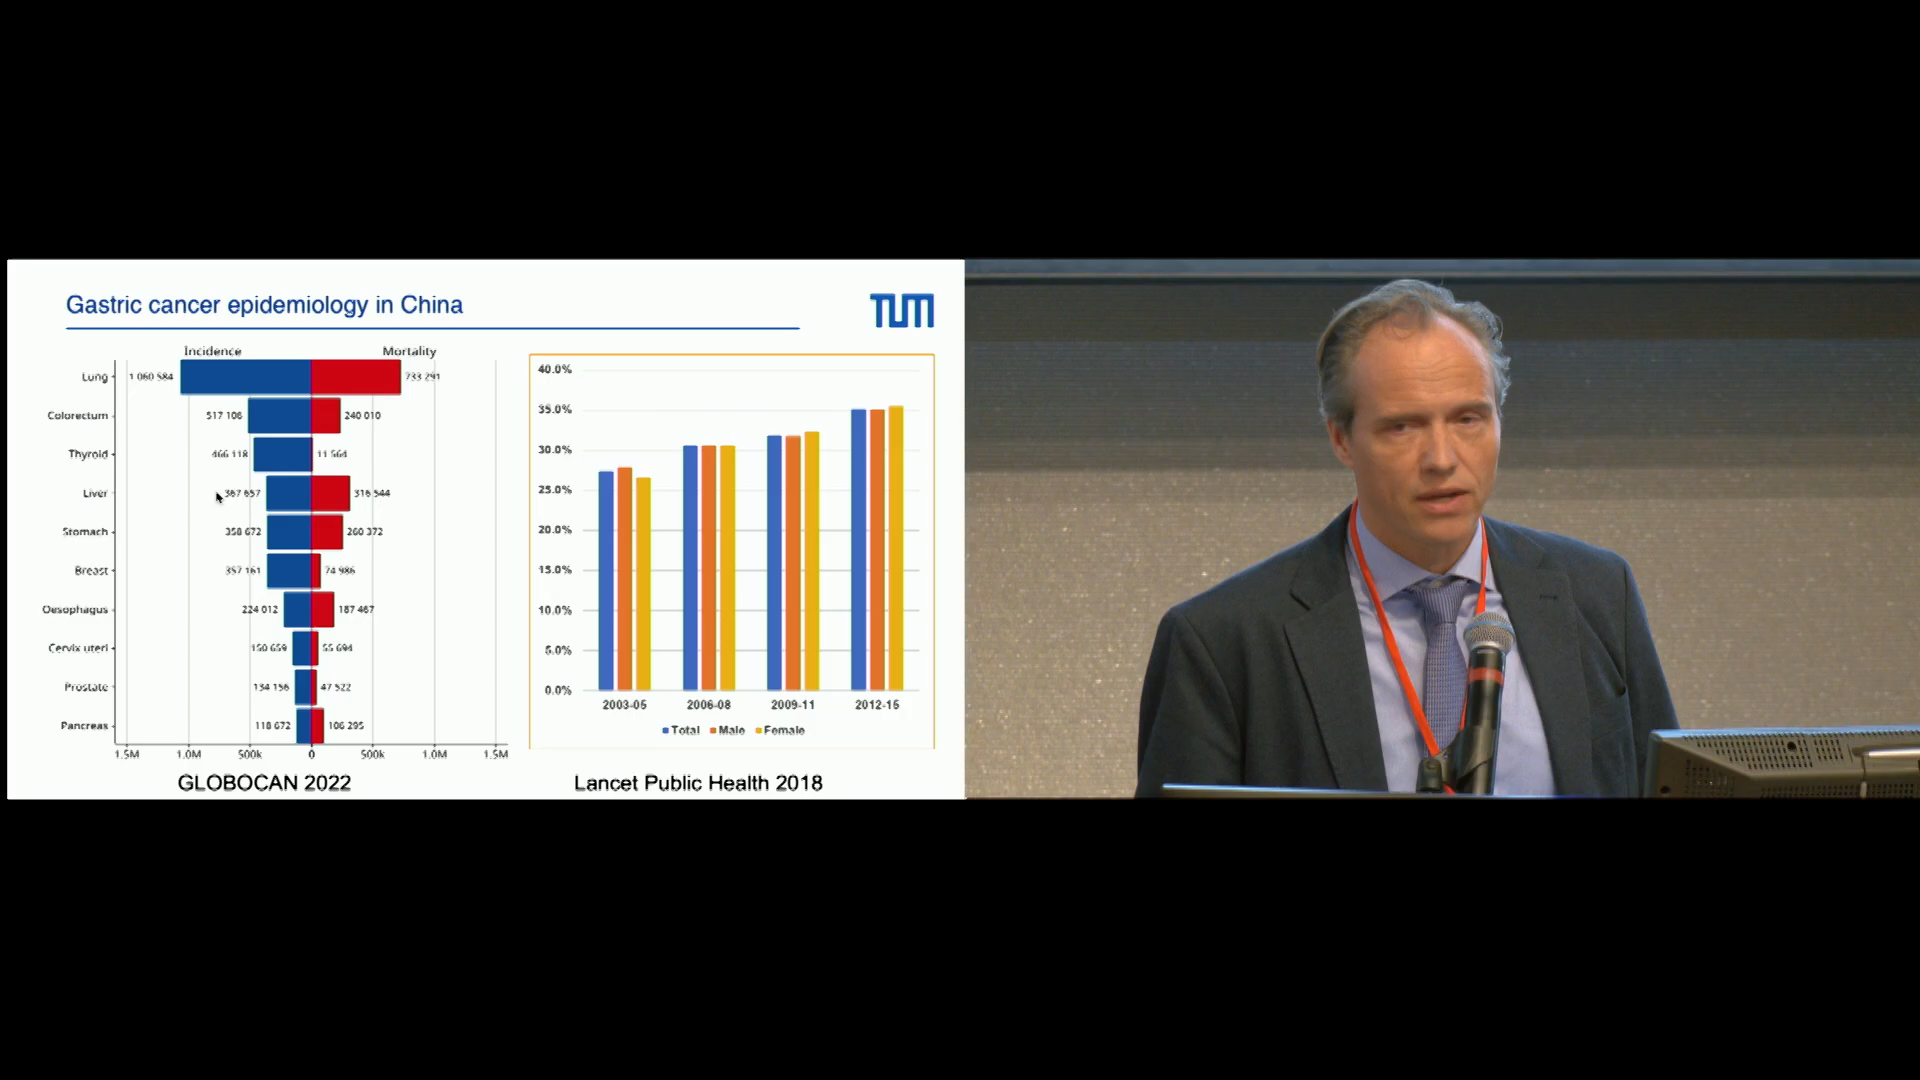 Gastric cancer epidemiology in China
TUM
Incidence Mortality
Lung 1 060 584 733 291
Colorectum 517 106 240 010
Thyroid 466 118 11 564
Liver 367 657 316 544
Stomach 358 672 260 372
Breast 357 161 74 986
Oesophagus 224 012 187 467
Cervix uteri 150 659 55 694
Prostate 134 156 47 522
Pancreas 118 672 106 295
1.5M 1.0M 500k 0 500k 1.0M 1.5M
GLOBOCAN 2022
40.0%
35.0%
30.0%
25.0%
20.0%
15.0%
10.0%
5.0%
0.0%
2003-05 2006-08 2009-11 2012-15
Total Male Female
Lancet Public Health 2018